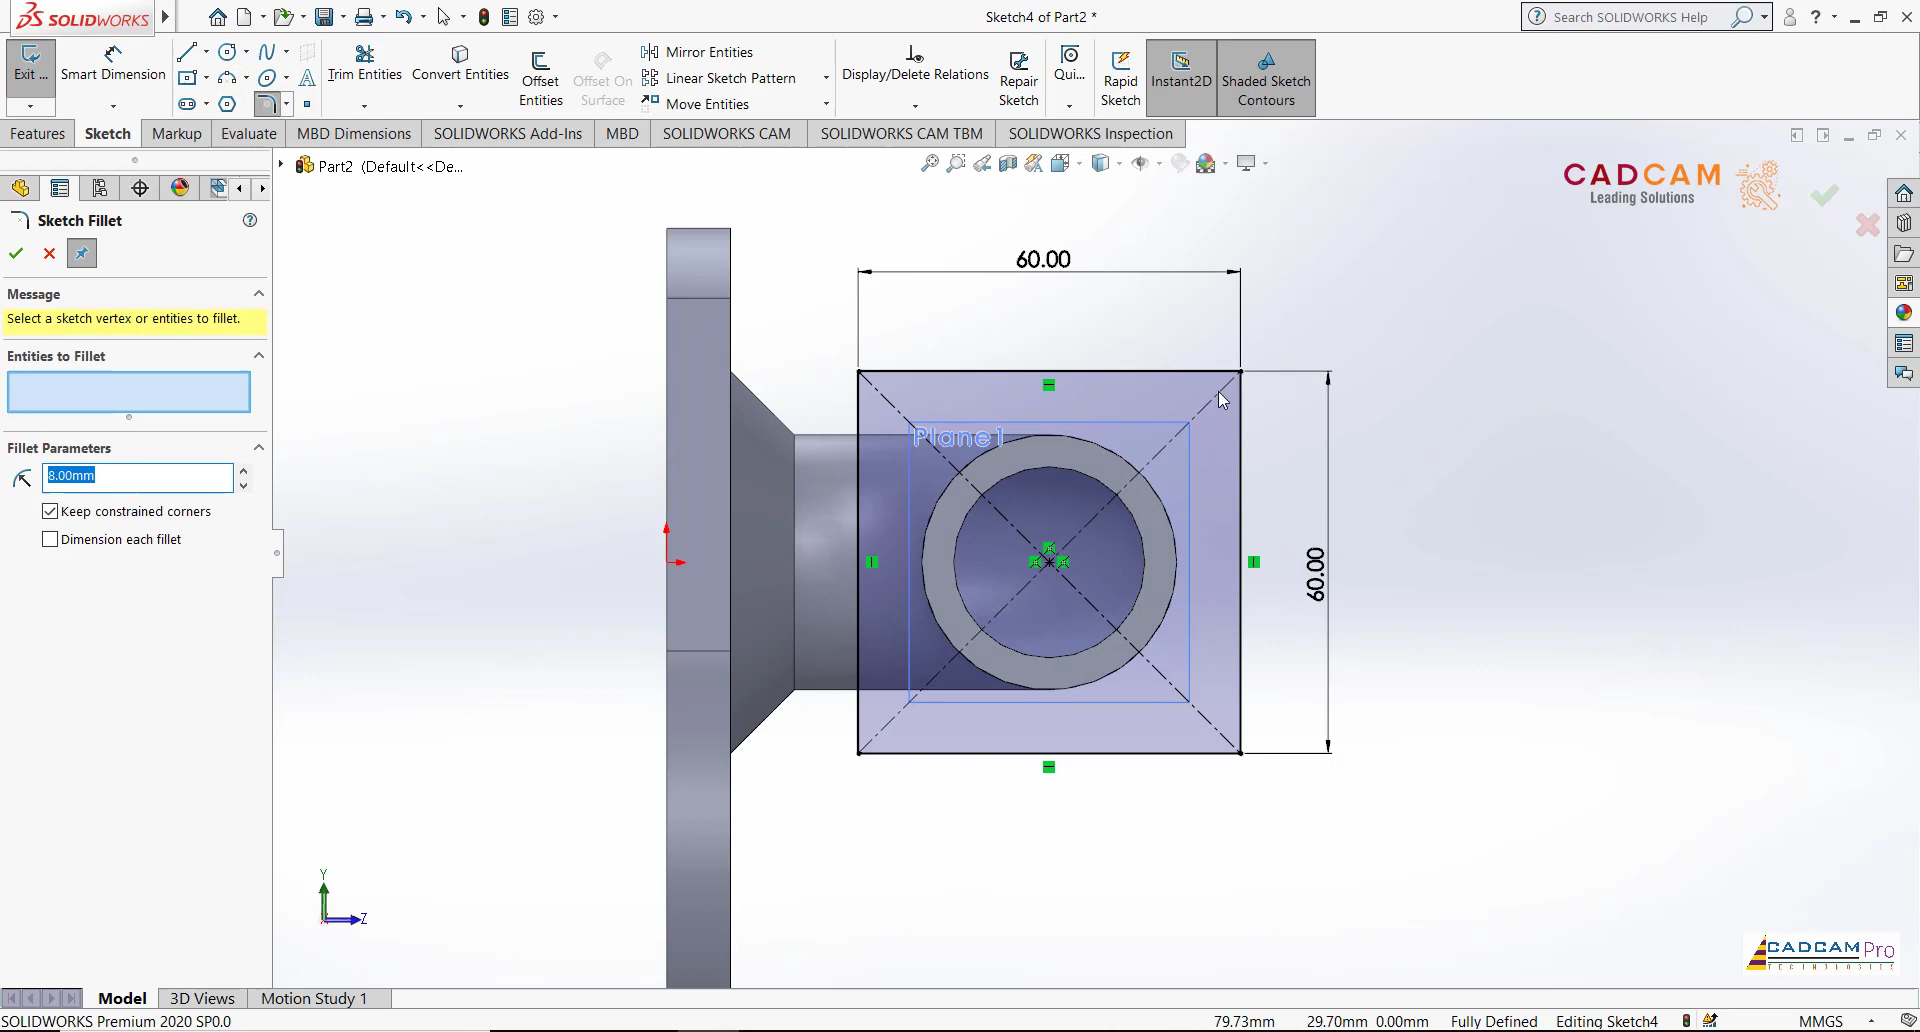 SOLIDWORKS
Sketch4 of Part2 *
Search SOLIDWORKS Help
Exit ...
Smart Dimension
Trim Entities
Convert Entities
Offset Entities
Offset On Surface
Mirror Entities
Linear Sketch Pattern
Move Entities
Display/Delete Relations
Repair Sketch
Qui...
Rapid Sketch
Instant2D
Shaded Sketch Contours
Features
Sketch
Markup
Evaluate
MBD Dimensions
SOLIDWORKS Add-Ins
MBD
SOLIDWORKS CAM
SOLIDWORKS CAM TBM
SOLIDWORKS Inspection
Part2 (Default<<De...
CADCAM
Leading Solutions
Sketch Fillet
Message
Select a sketch vertex or entities to fillet.
Entities to Fillet
Fillet Parameters
8.00mm
Keep constrained corners
Dimension each fillet
60.00
Plane1
60.00
Y
Z
CADCAM Pro
TECHNOLOGIES
Model
3D Views
Motion Study 1
SOLIDWORKS Premium 2020 SP0.0
79.73mm
29.70mm 0.00mm
Fully Defined
Editing Sketch4
MMGS